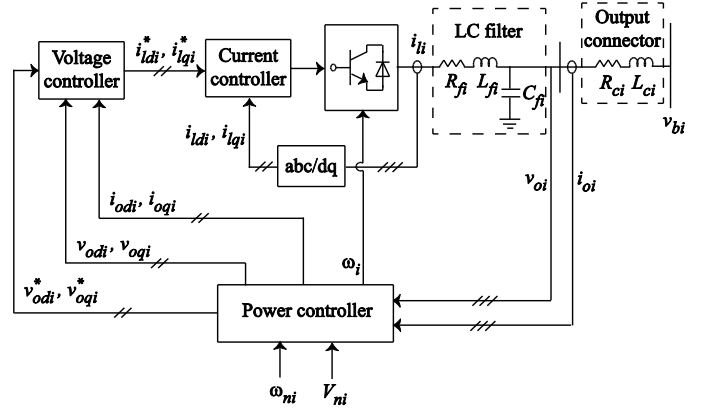 Output
connector
LC filter
Voltage
controller
i*ldi, i*lqi
Current
controller
ili
Rfi Lfi
Cfi
Rci Lci
vbi
ildi, ilqi
abc/dq
voi
ioi
iodi, ioqi
vodi, voqi
ωi
v*odi, v*oqi
Power controller
ωni
Vni